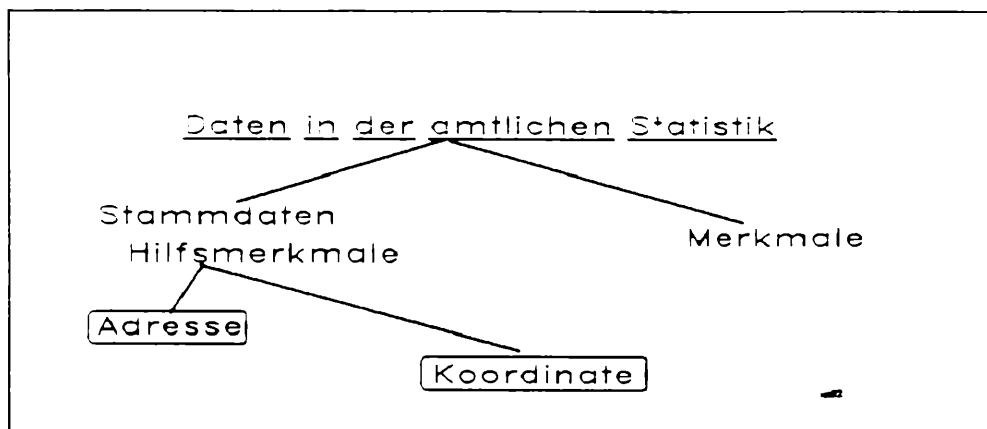 Daten in der amtlichen Statistik
Stammdaten
Hilfsmerkmale
Merkmale
Adresse
Koordinate